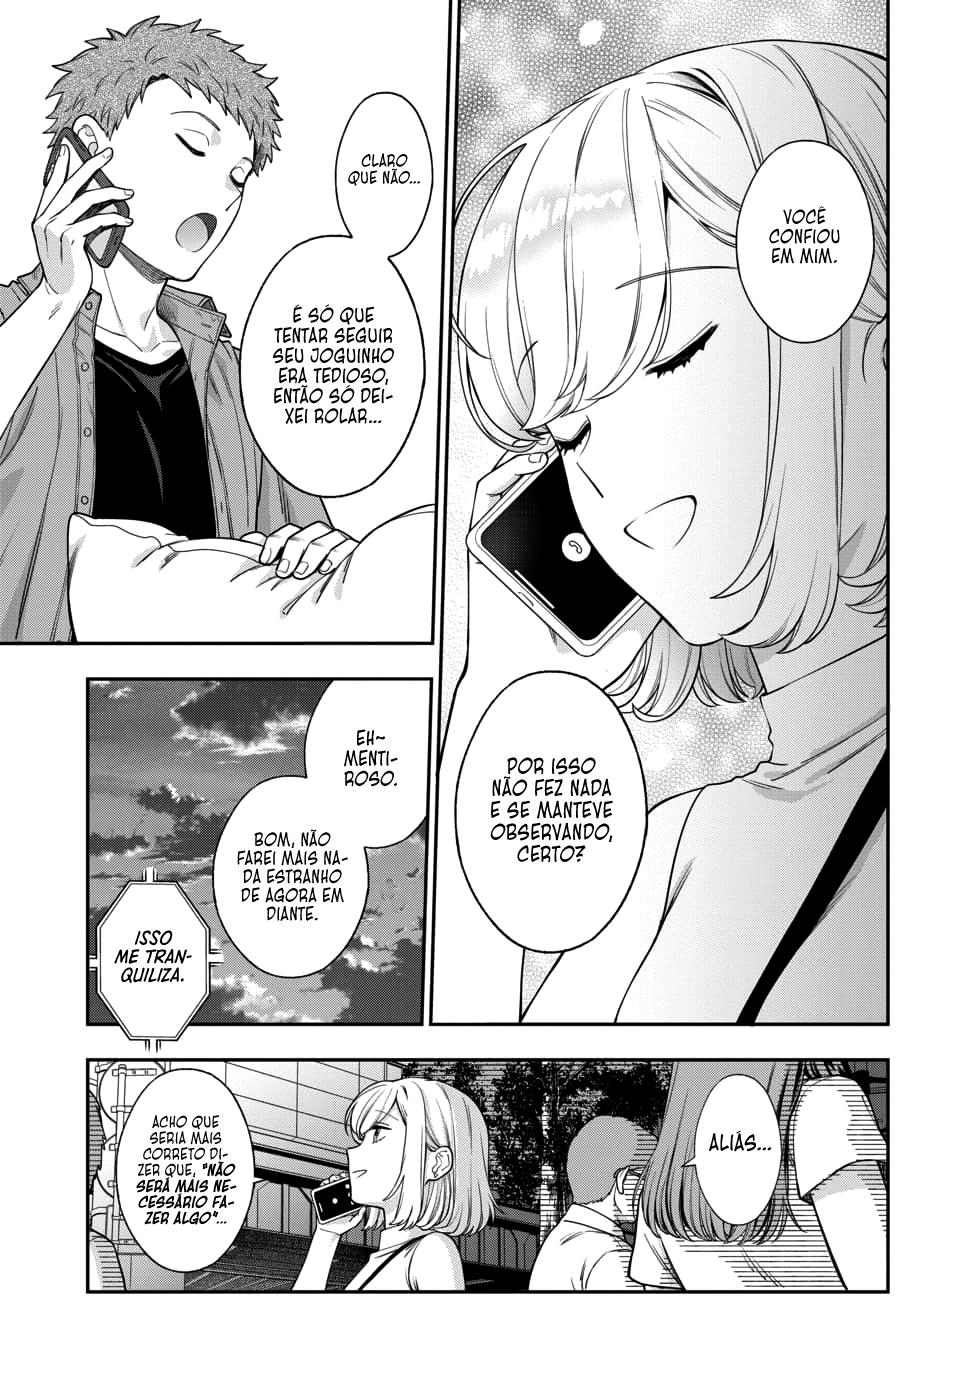 VOCÊ
CONFIOU
EM MIM.
POR ISSO
NÃO FEZ NADA
E SE MANTEVE
OBSERVANDO,
CERTO?
CLARO
QUE NÃO...
É SÓ QUE
TENTAR SEGUIR
SEU JOGUINHO
ERA TEDIOSO,
ENTÃO SÓ DEI-
XEI ROLAR...
EH~
MENTI-
ROSO.
BOM, NÃO
FAREI MAIS NA-
DA ESTRANHO
DE AGORA EM
DIANTE.
ISSO
ME TRAN-
QUILIZA.
ALIÁS...
ACHO QUE
SERIA MAIS
CORRETO DI-
ZER QUE, "NÃO
SERÁ MAIS NE-
CESSÁRIO FA-
ZER ALGO"...